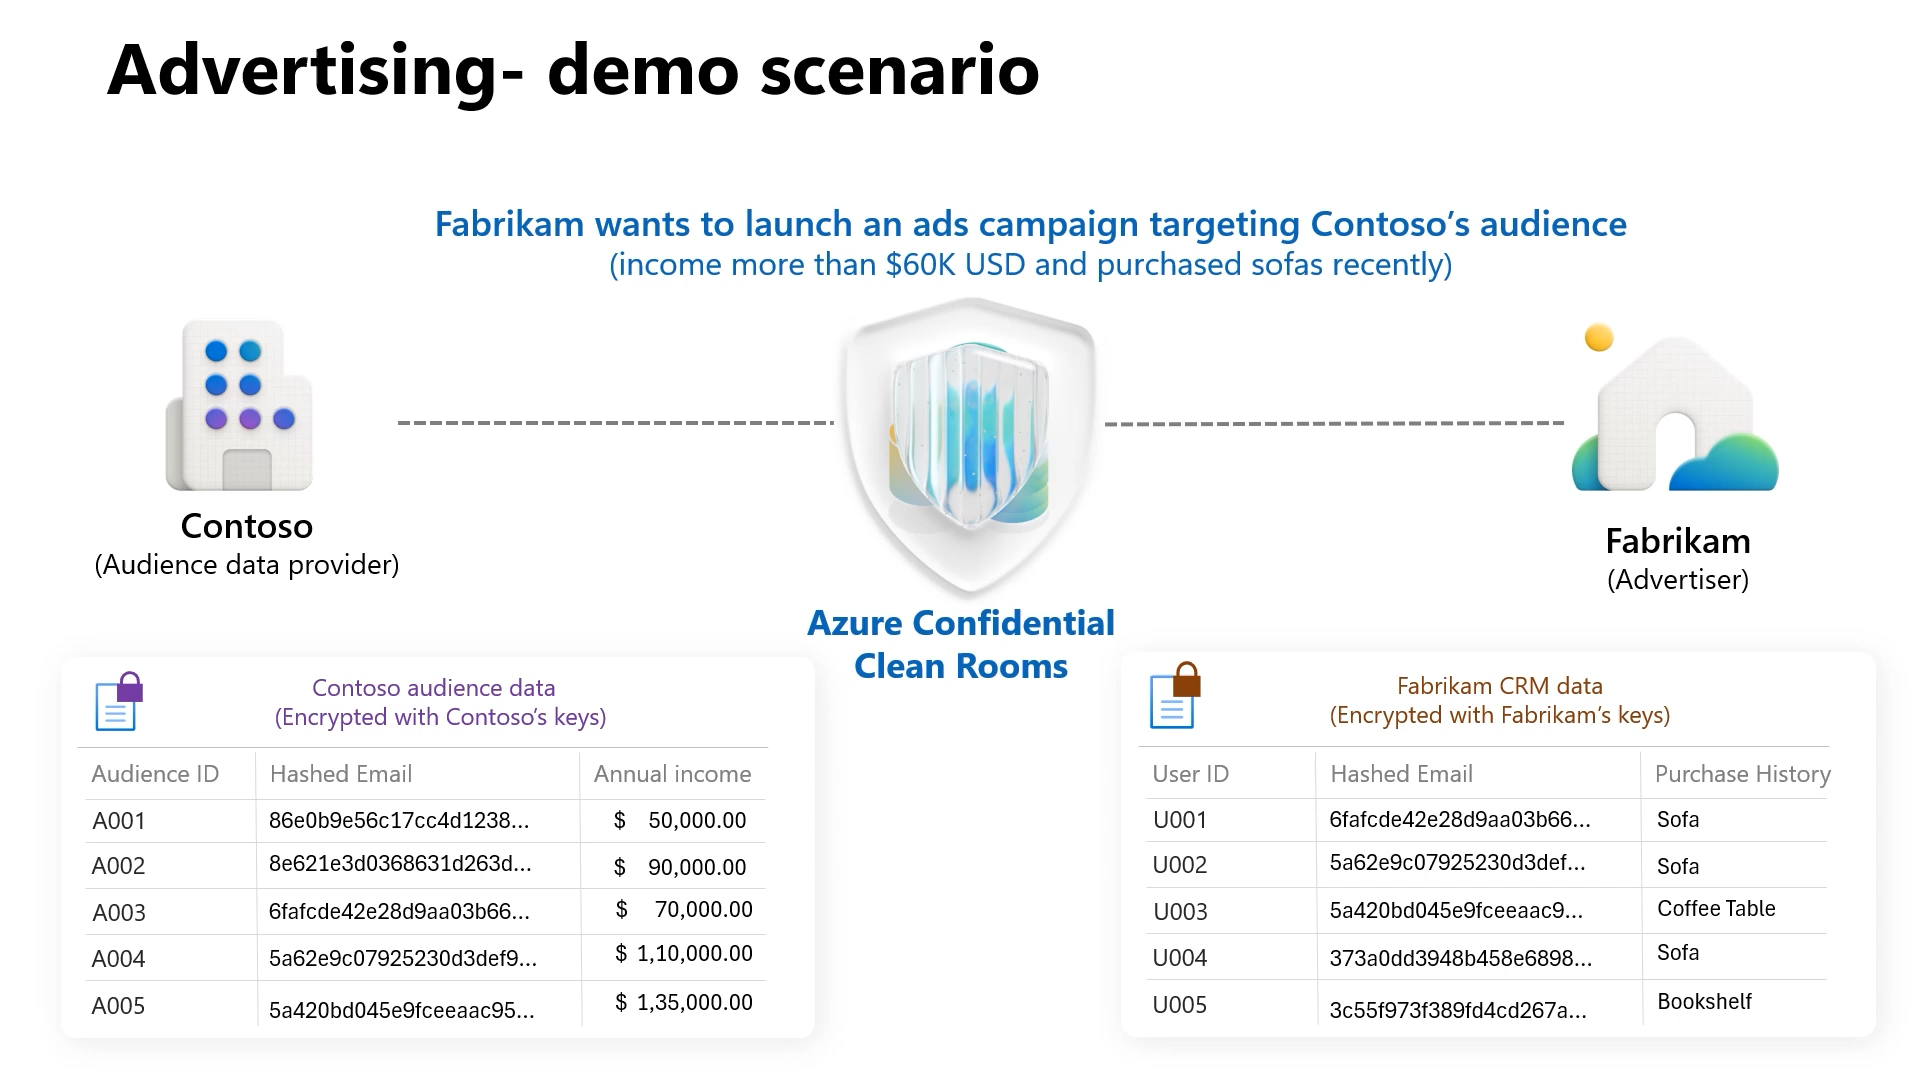 Advertising- demo scenario
Fabrikam wants to launch an ads campaign targeting Contoso's audience
(income more than $60K USD and purchased sofas recently)
Contoso
(Audience data provider)
Azure Confidential
Clean Rooms
Fabrikam
(Advertiser)
Contoso audience data
(Encrypted with Contoso's keys)
Audience ID Hashed Email Annual income
A001 86e0b9e56c17cc4d1238... $ 50,000.00
A002 8e621e3d0368631d263d... $ 90,000.00
A003 6fafcde42e28d9aa03b66... $ 70,000.00
A004 5a62e9c07925230d3def9... $ 1,10,000.00
A005 5a420bd045e9fceeaac95... $ 1,35,000.00
Fabrikam CRM data
(Encrypted with Fabrikam's keys)
User ID Hashed Email Purchase History
U001 6fafcde42e28d9aa03b66... Sofa
U002 5a62e9c07925230d3def... Sofa
U003 5a420bd045e9fceeaac9... Coffee Table
U004 373a0dd3948b458e6898... Sofa
U005 3c55f973f389fd4cd267a... Bookshelf